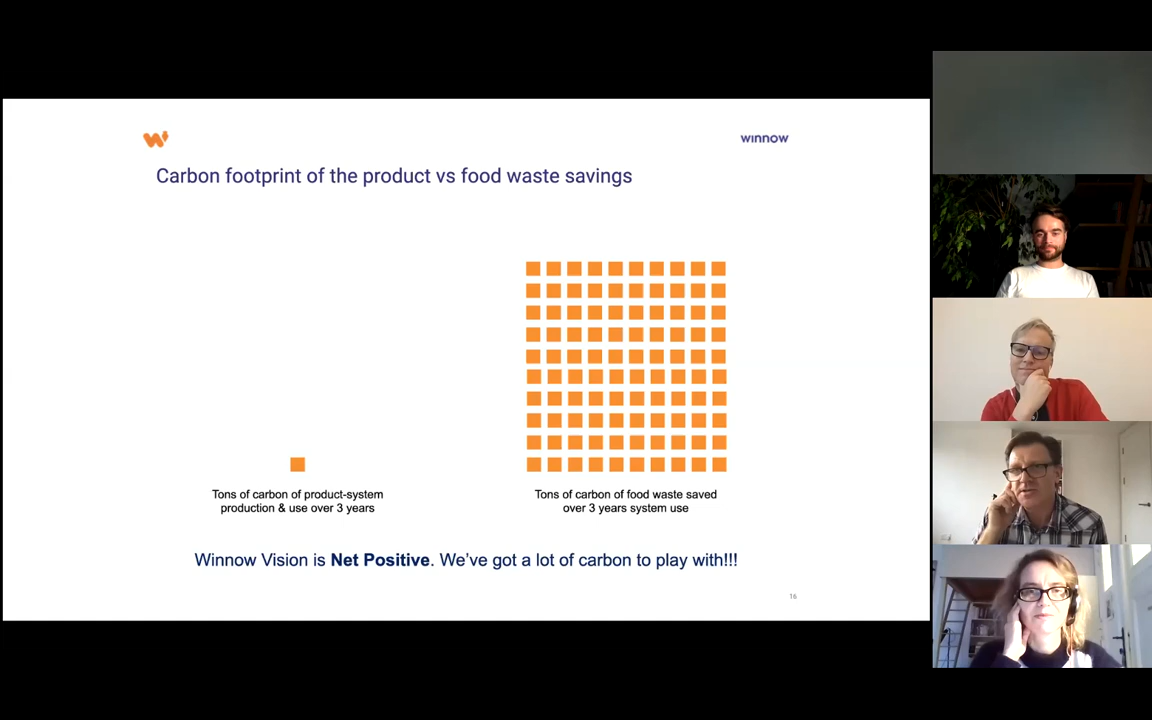 winnow
Carbon footprint of the product vs food waste savings
Tons of carbon of product-system
production & use over 3 years
Tons of carbon of food waste saved
over 3 years system use
Winnow Vision is Net Positive. We've got a lot of carbon to play with!!!
16